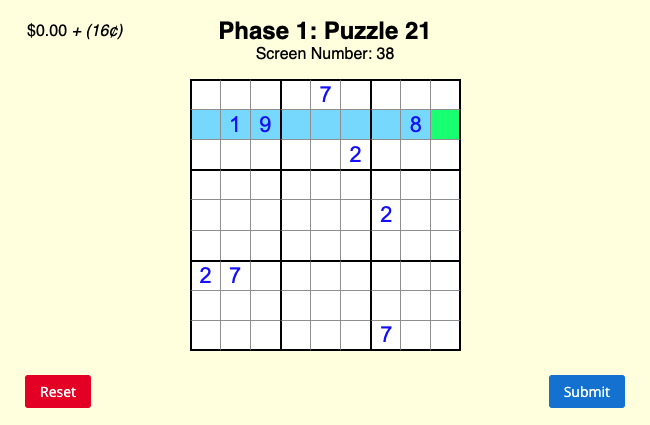 $0.00 + (16¢)
Phase 1: Puzzle 21
Screen Number: 38
7
1 9 8
2
2
2 7
7
Reset Submit